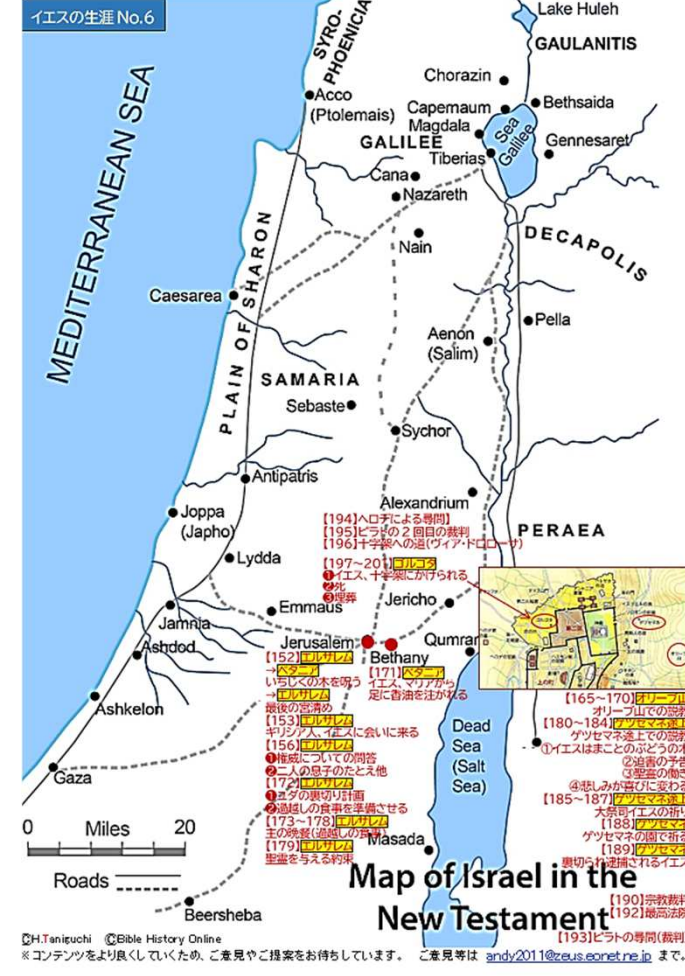 イエスの生涯 No.6
Lake Huleh
SYRO-
PHOENICIA
GAULANITIS
MEDITERRANEAN SEA
Chorazin
Acco
(Ptolemais)
Capernaum
Bethsaida
Magdala
Sea
Galilee
GALILEE
Gennesaret
Tiberias
Cana
Nazareth
Nain
DECAPOLIS
PLAIN OF SHARON
Caesarea
Pella
Aenon
(Salim)
SAMARIA
Sebaste
Sychor
Antipatris
Alexandrium
Joppa
(Japho)
PERAEA
【194】ヘロデによる尋問】
【195】ピラトの2回目の裁判
【196】十字架への道(ヴィア・ドロローサ)
【197~201】ゴルゴタ
❶イエス、十字架にかけられる
❷死
❸埋葬
Lydda
Emmaus
Jericho
Jamnia
Ashdod
Jerusalem
Bethany
Qumran
【152】エルサレム
→ベタニア
いちじくの木を呪う
→エルサレム
最後の宮清め
【153】エルサレム
ギリシア人、イエスに会いに来る
【156】エルサレム
❶権威についての問答
❷二人の息子のたとえ他
【172】エルサレム
❶ユダの裏切り計画
❷過越しの食事を準備させる
【173~178】エルサレム
主の晩餐(過越しの食事)
【179】エルサレム
聖霊を与える約束
【171】ベタニア
イエス、マリアから
足に香油を注がれる
Ashkelon
Gaza
Dead
Sea
(Salt
Sea)
【165~170】オリーブ山
オリーブ山での説教
【180~184】ゲツセマネ途上
ゲツセマネ途上での説教
①イエスはまことのぶどうの木
②迫害の予告
③聖霊の働き
④悲しみが喜びに変わる
【185~187】ゲツセマネ途上
大祭司イエスの祈り
【188】ゲツセマネ
ゲツセマネの園で祈る
【189】ゲツセマネ
裏切られ逮捕されるイエス
0 Miles 20
Roads
Masada
Beersheba
Map of Israel in the
New Testament
【190】宗教裁判
【192】最高法院
【193】ピラトの尋問(裁判)
ⒸH.Taniguchi ⒸBible History Online
※コンテンツをより良くしていくため、ご意見やご提案をお待ちしています。 ご意見等は andy2011@zeus.eonet.ne.jp まで。